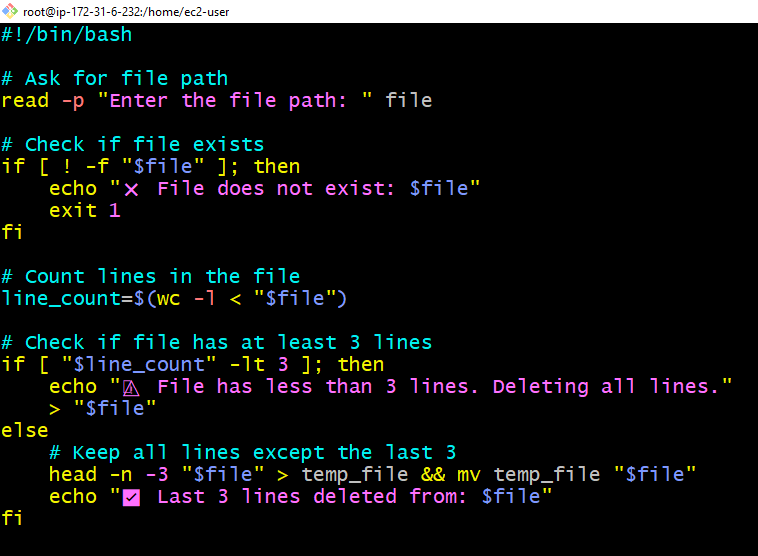 root@ip-172-31-6-232:/home/ec2-user
#!/bin/bash
# Ask for file path
read -p "Enter the file path: " file
# Check if file exists
if [ ! -f "$file" ]; then
    echo "❌ File does not exist: $file"
    exit 1
fi
# Count lines in the file
line_count=$(wc -l < "$file")
# Check if file has at least 3 lines
if [ "$line_count" -lt 3 ]; then
    echo "⚠ File has less than 3 lines. Deleting all lines."
    > "$file"
else
    # Keep all lines except the last 3
    head -n -3 "$file" > temp_file && mv temp_file "$file"
    echo "✅ Last 3 lines deleted from: $file"
fi